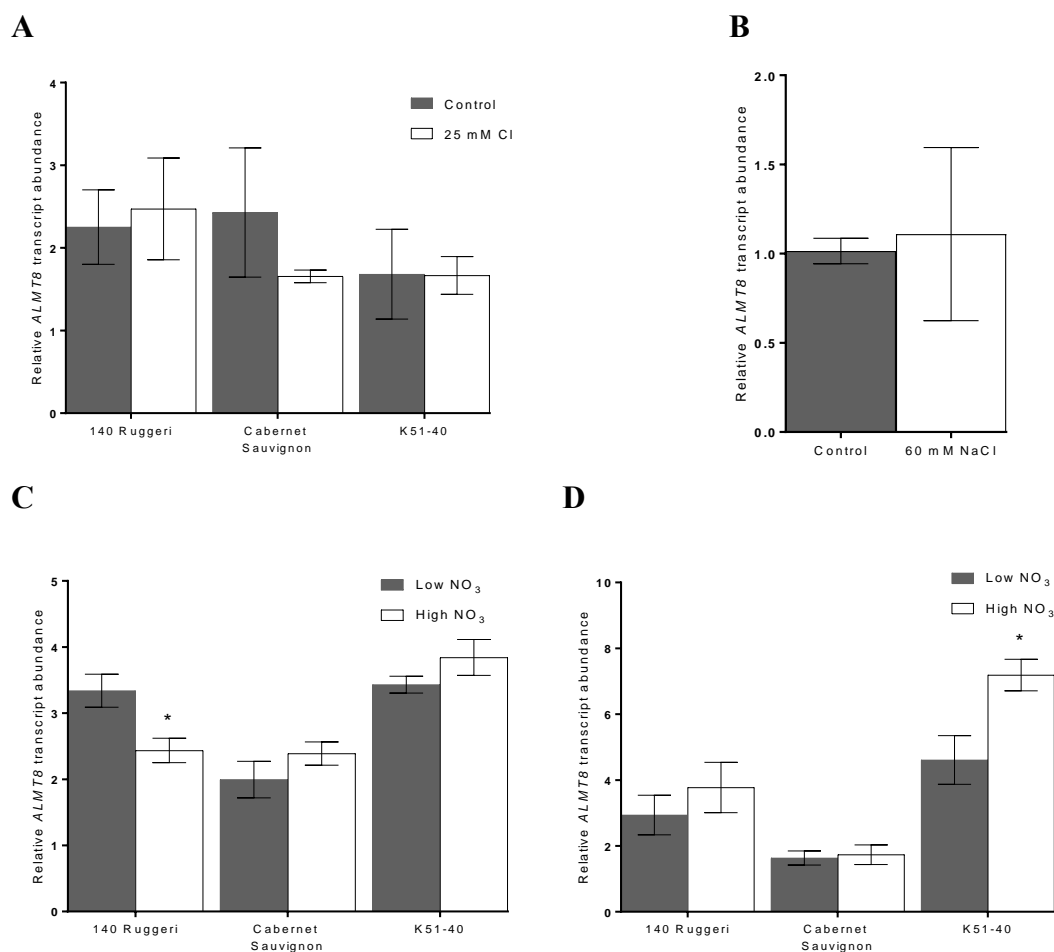 A
Relative ALMT8 transcript abundance
4
3
2
1
0
Control
25 mM Cl
140 Ruggeri
Cabernet
Sauvignon
K51-40
B
Relative ALMT8 transcript abundance
2.0
1.5
1.0
0.5
0.0
Control
60 mM NaCl
C
Relative ALMT8 transcript abundance
5
4
3
2
1
0
Low NO₃
High NO₃
*
140 Ruggeri
Cabernet
Sauvignon
K51-40
D
Relative ALMT8 transcript abundance
10
8
6
4
2
0
Low NO₃
High NO₃
*
140 Ruggeri
Cabernet
Sauvignon
K51-40